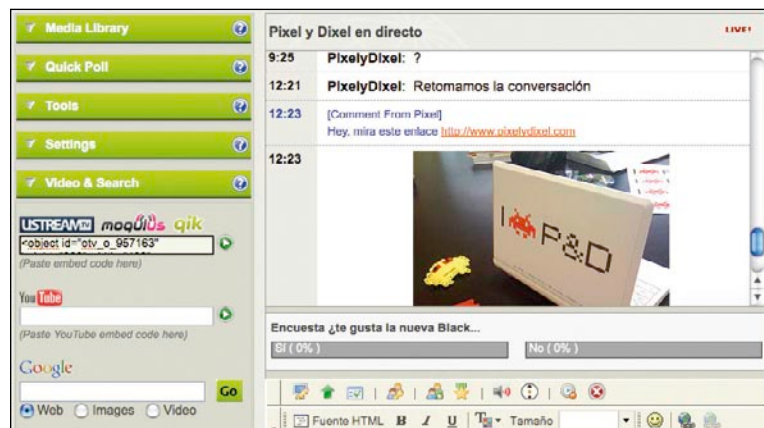 Media Library
Quick Poll
Tools
Settings
Video & Search
USTREAM TV mogulus qik
<object id="otv_o_957163"
(Paste embed code here)
You Tube
(Paste YouTube embed code here)
Google
Go
Web Images Video
Pixel y Dixel en directo LIVE!
9:25 PixelyDixel: ?
12:21 PixelyDixel: Retomamos la conversación
12:23 [Comment From Pixel]
Hey, mira este enlace http://www.pixelydixel.com
12:23
I P&D
Encuesta ¿te gusta la nueva Black...
Sí ( 0% ) No ( 0% )
Fuente HTML B I U T Tamaño